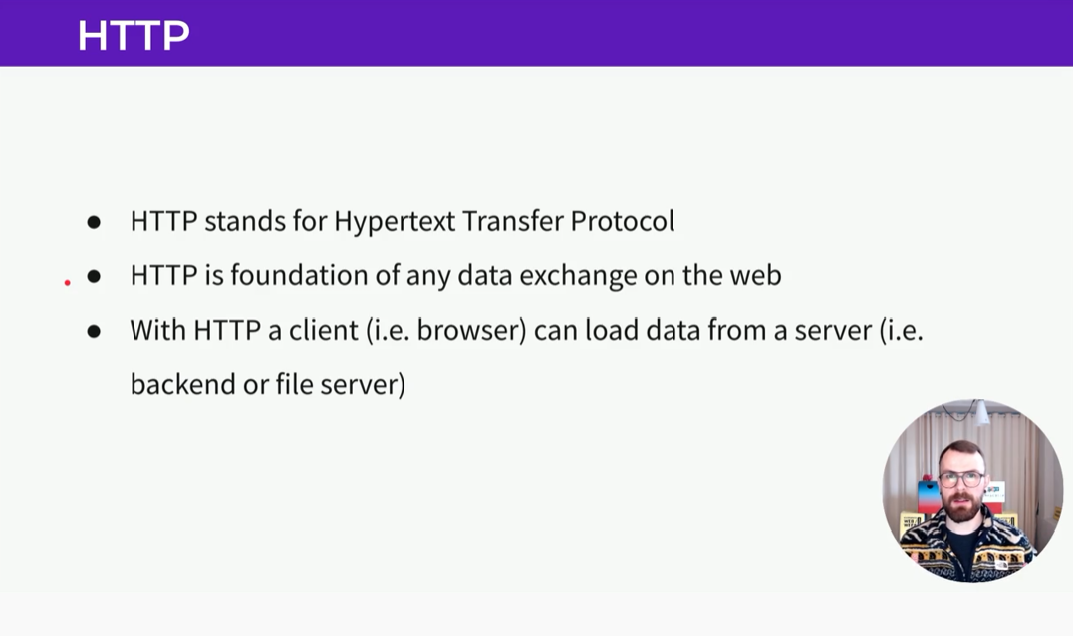 HTTP
● HTTP stands for Hypertext Transfer Protocol
● HTTP is foundation of any data exchange on the web
● With HTTP a client (i.e. browser) can load data from a server (i.e.
backend or file server)